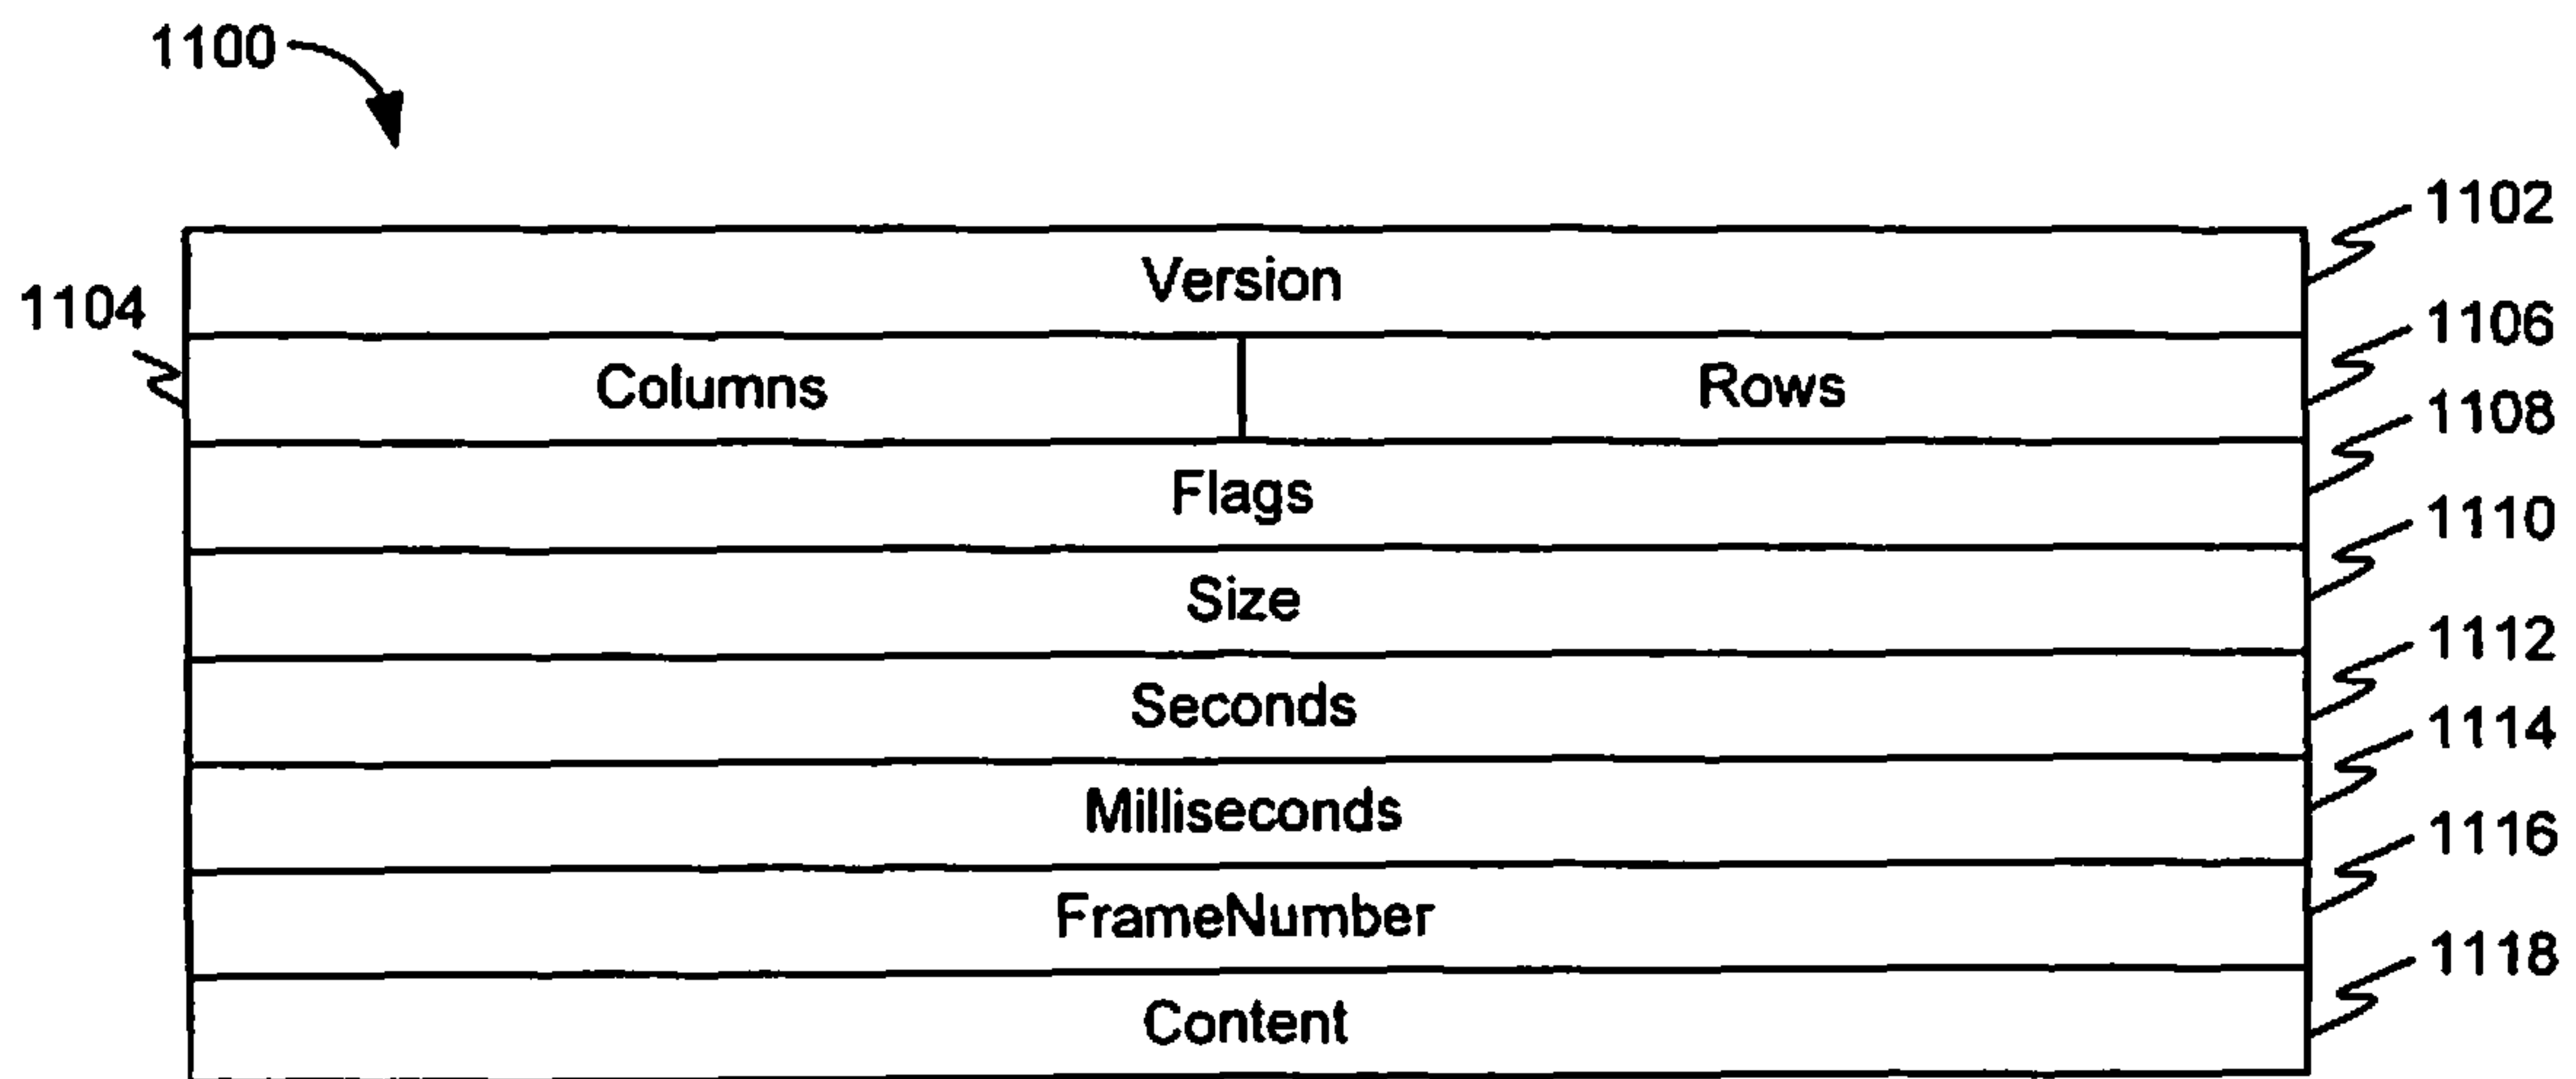 1100
1102
Version
1104
1106
Columns Rows
1108
Flags
1110
Size
1112
Seconds
1114
Milliseconds
1116
FrameNumber
1118
Content